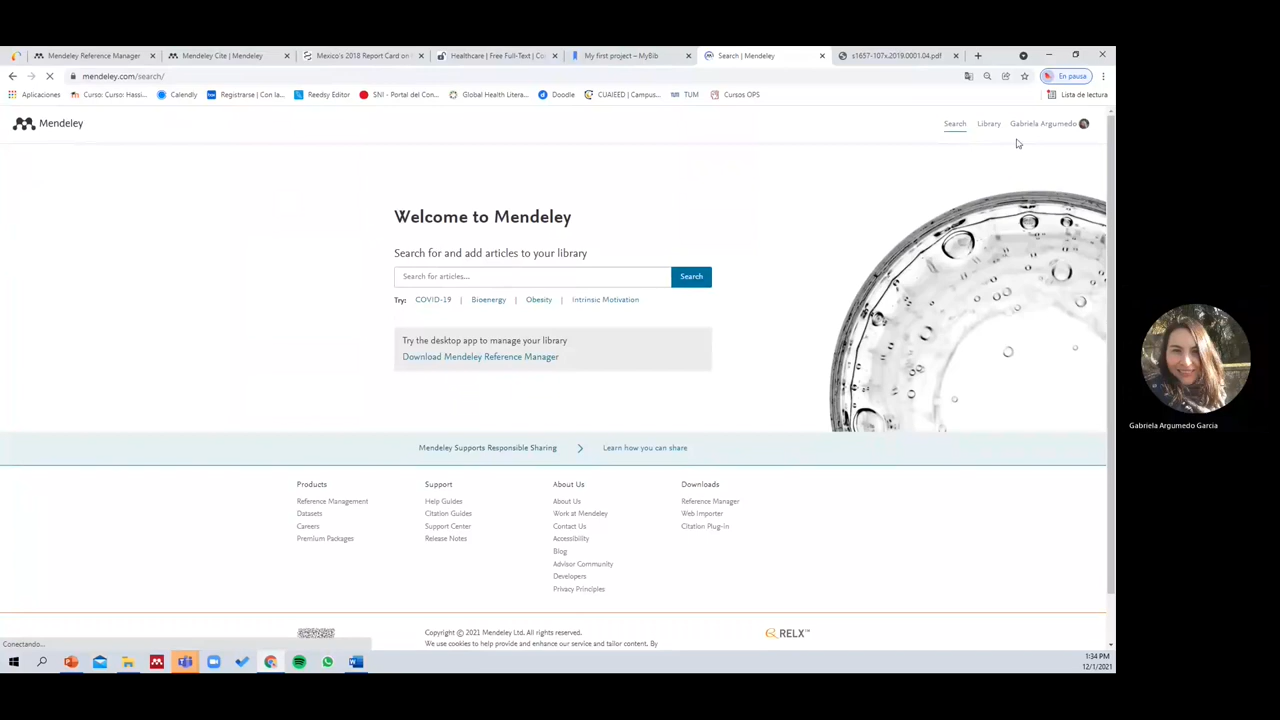 Mendeley Reference Manager
Mendeley Cite | Mendeley
Mexico's 2018 Report Card on
Healthcare | Free Full-Text | Co
My first project – MyBib
Search | Mendeley
s1657-107x.2019.0001.04.pdf
mendeley.com/search/
En pausa
Aplicaciones
Curso: Curso: Hassi...
Calendly
Registrarse | Con la...
Reedsy Editor
SNI - Portal del Con...
Global Health Litera...
Doodle
CUAIEED | Campus...
TUM
Cursos OPS
Lista de lectura
Mendeley
Search
Library
Gabriela Argumedo
Welcome to Mendeley
Search for and add articles to your library
Search for articles...
Search
Try: COVID-19 | Bioenergy | Obesity | Intrinsic Motivation
Try the desktop app to manage your library
Download Mendeley Reference Manager
Gabriela Argumedo Garcia
Mendeley Supports Responsible Sharing
Learn how you can share
Products
Reference Management
Datasets
Careers
Premium Packages
Support
Help Guides
Citation Guides
Support Center
Release Notes
About Us
About Us
Work at Mendeley
Contact Us
Accessibility
Blog
Advisor Community
Developers
Privacy Principles
Downloads
Reference Manager
Web Importer
Citation Plug-in
Copyright © 2021 Mendeley Ltd. All rights reserved.
We use cookies to help provide and enhance our service and tailor content. By
RELX™
Conectando...
1:34 PM
12/1/2021